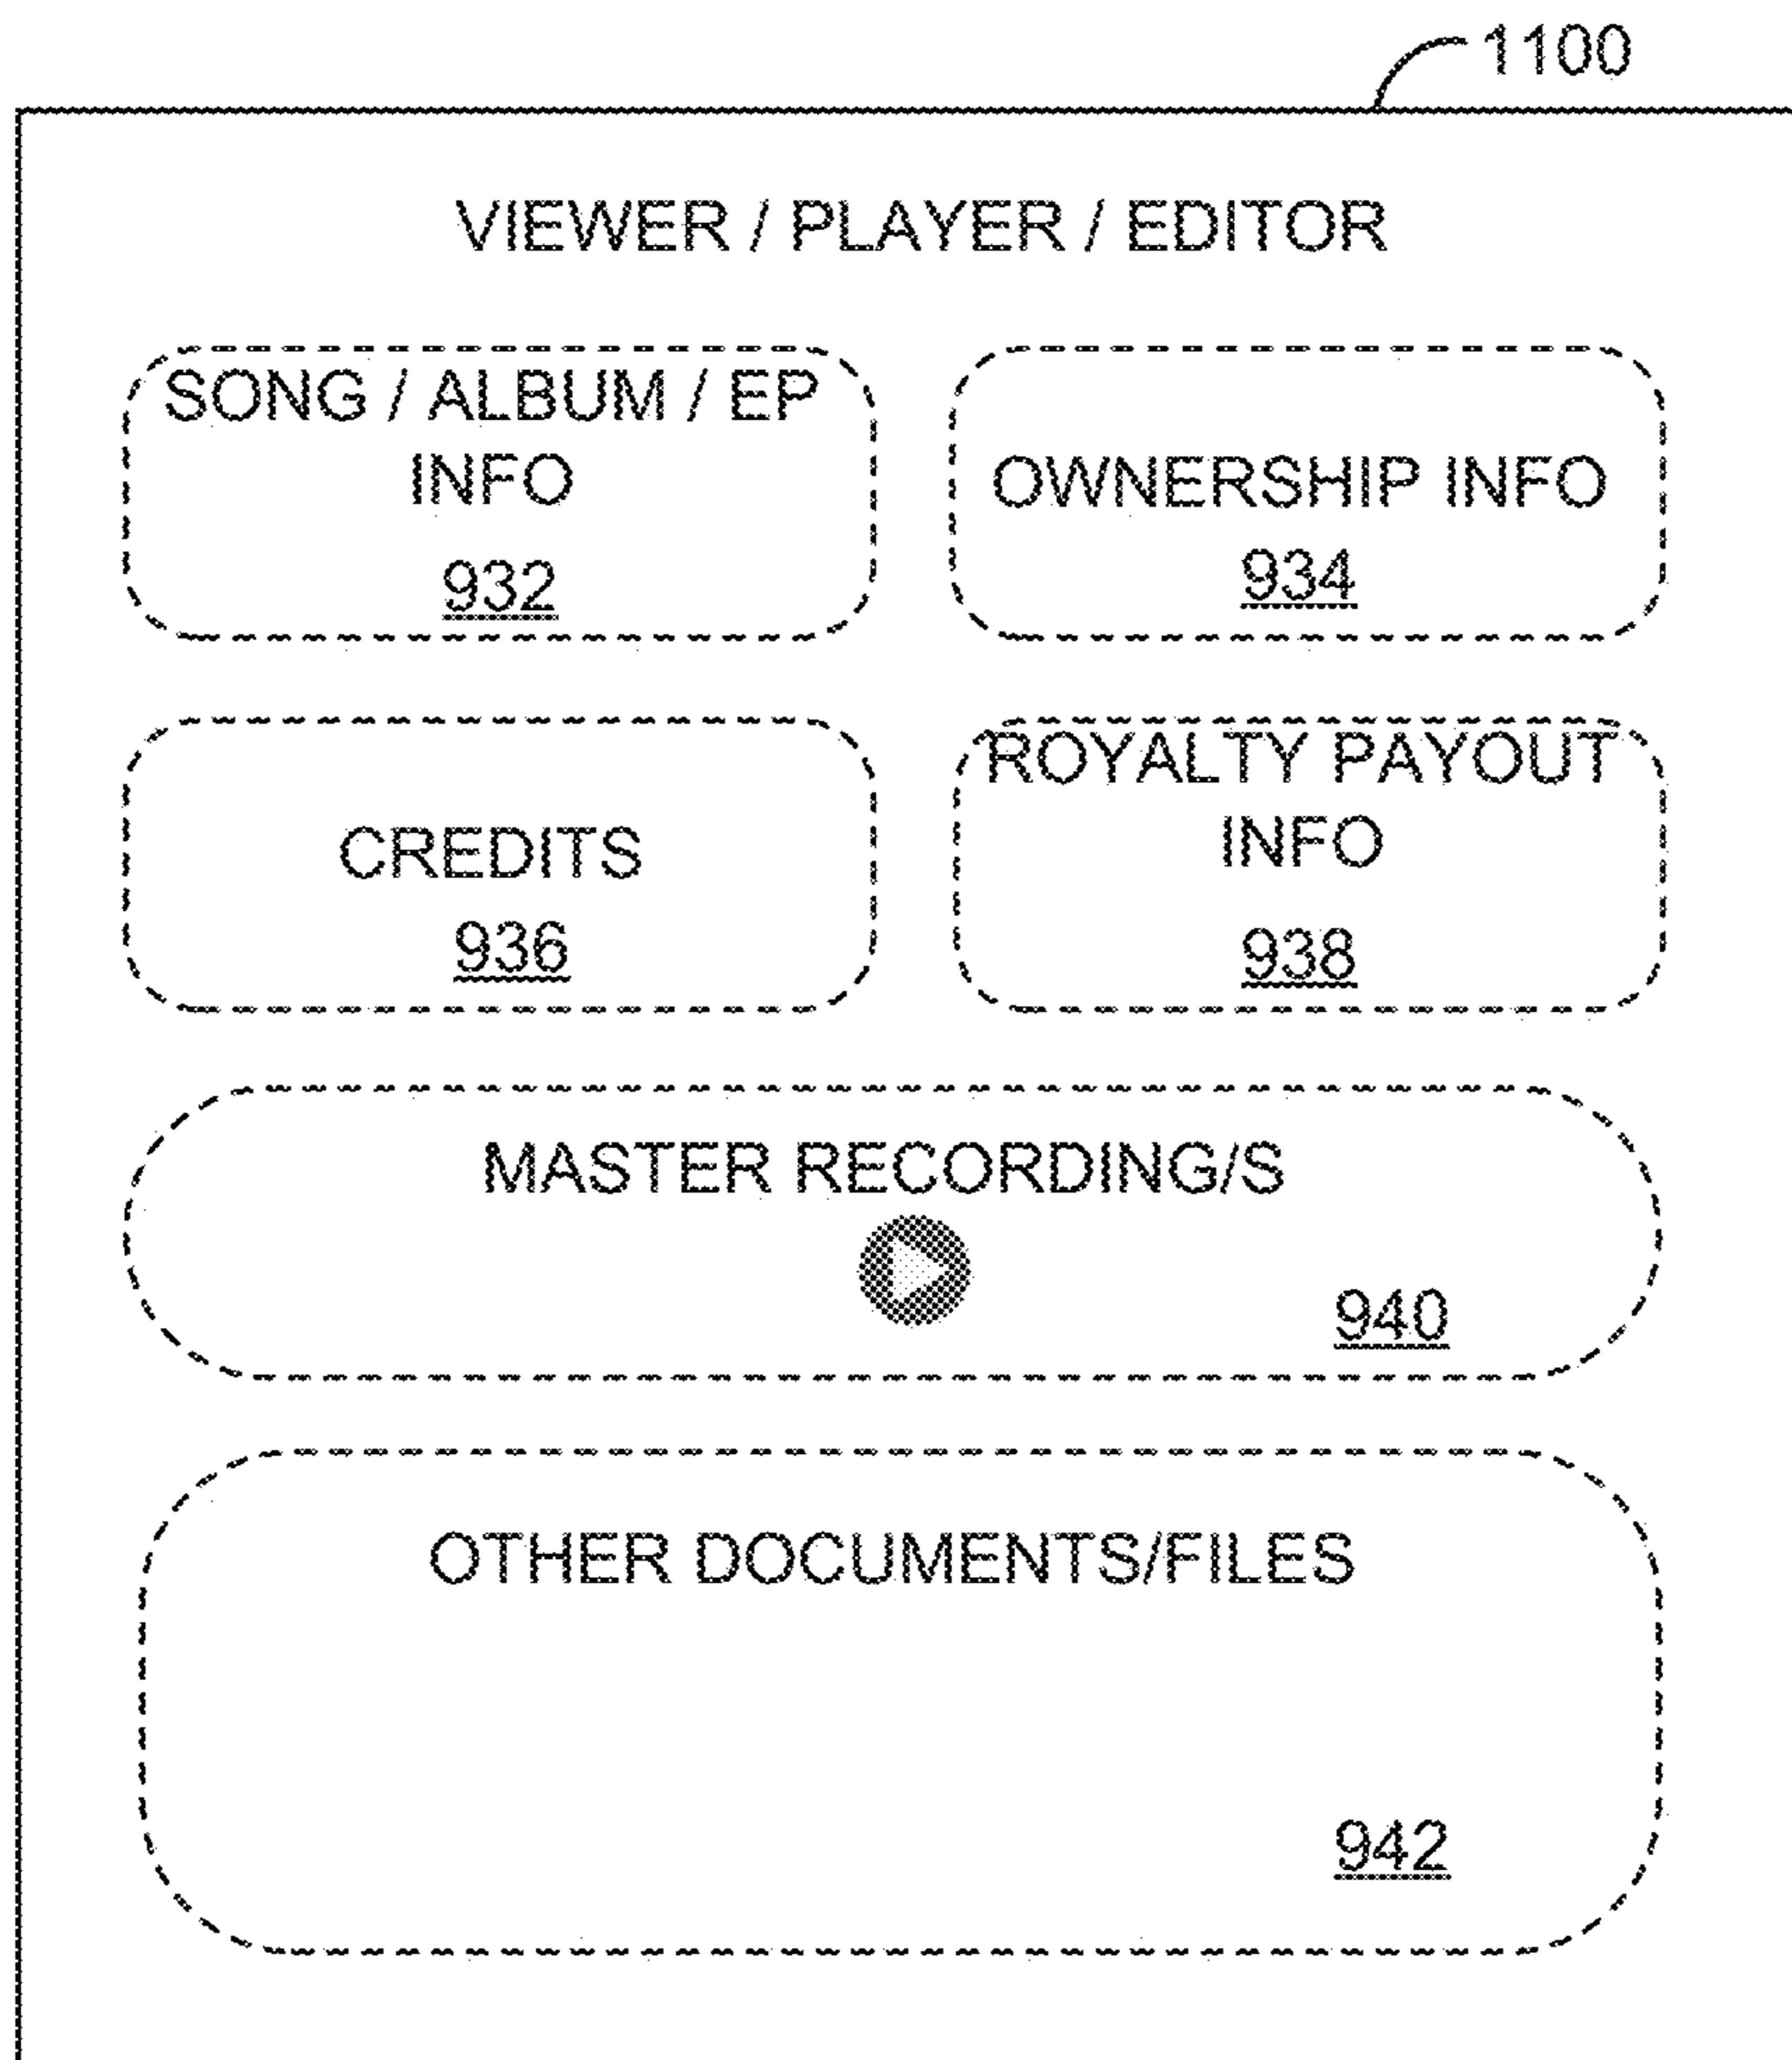 1100
VIEWER / PLAYER / EDITOR
SONG / ALBUM / EP
INFO
932
OWNERSHIP INFO
934
CREDITS
936
ROYALTY PAYOUT
INFO
938
MASTER RECORDING/S
940
OTHER DOCUMENTS/FILES
942